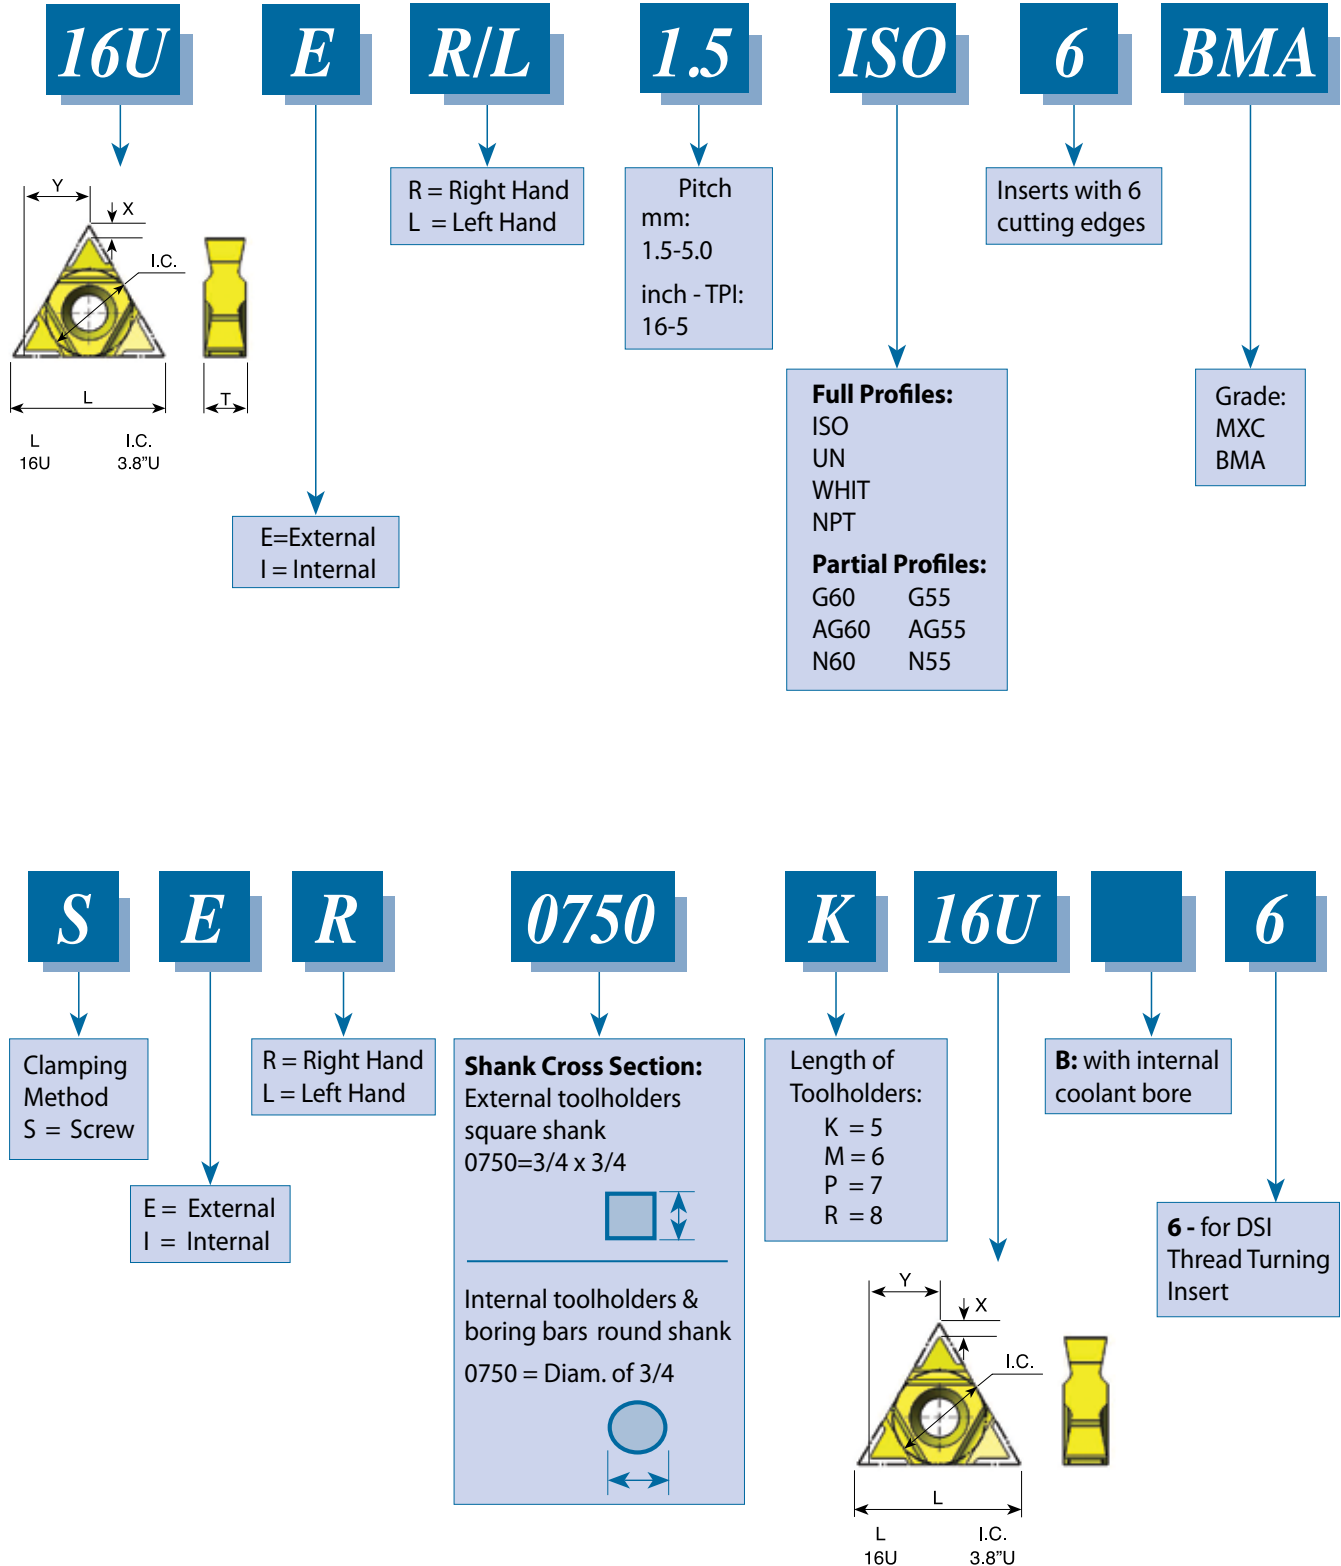 16U E R/L 1.5 ISO 6 BMA
R = Right Hand
L = Left Hand
Pitch
mm:
1.5-5.0
inch - TPI:
16-5
Inserts with 6
cutting edges
Y
X
I.C.
L
T
L I.C.
16U 3.8”U
E=External
I = Internal
Full Profiles:
ISO
UN
WHIT
NPT
Partial Profiles:
G60 G55
AG60 AG55
N60 N55
Grade:
MXC
BMA
S E R 0750 K 16U 6
Clamping
Method
S = Screw
E = External
I = Internal
R = Right Hand
L = Left Hand
Shank Cross Section:
External toolholders
square shank
0750=3/4 x 3/4
Internal toolholders &
boring bars round shank
0750 = Diam. of 3/4
Length of
Toolholders:
K = 5
M = 6
P = 7
R = 8
B: with internal
coolant bore
6 - for DSI
Thread Turning
Insert
Y
X
I.C.
L
L I.C.
16U 3.8”U